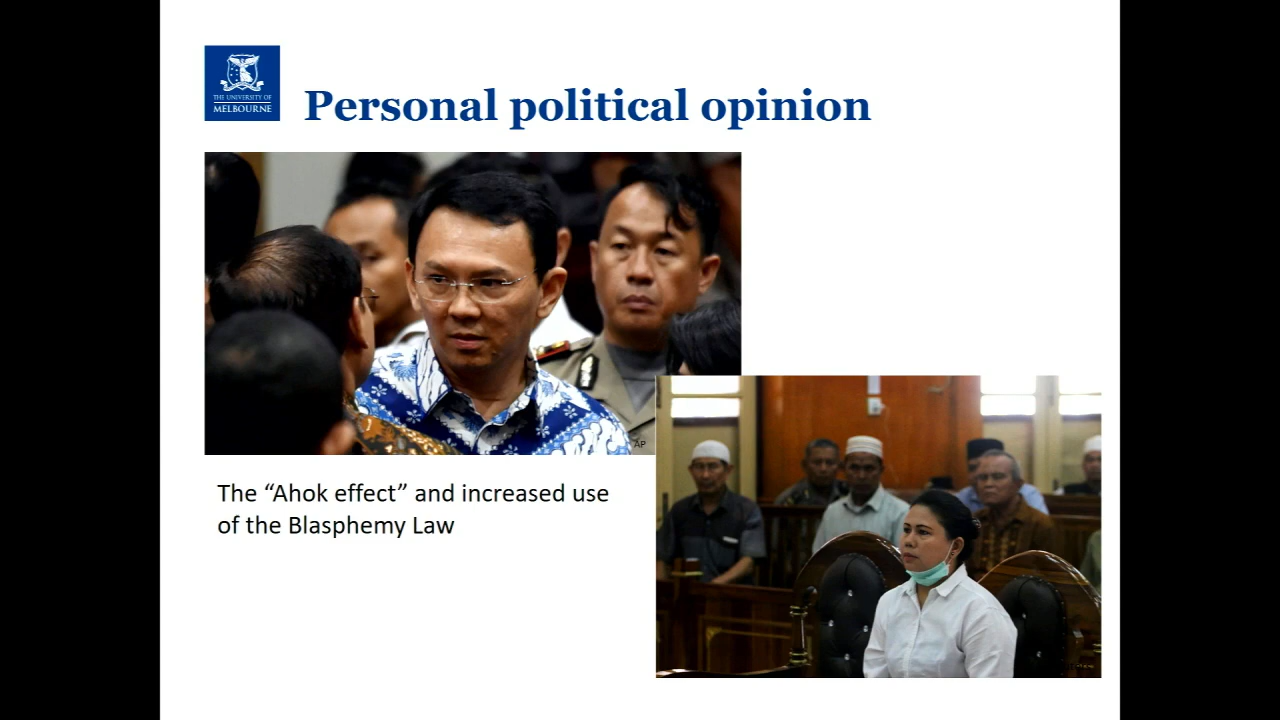 THE UNIVERSITY OF
MELBOURNE
Personal political opinion
AP
The “Ahok effect” and increased use
of the Blasphemy Law